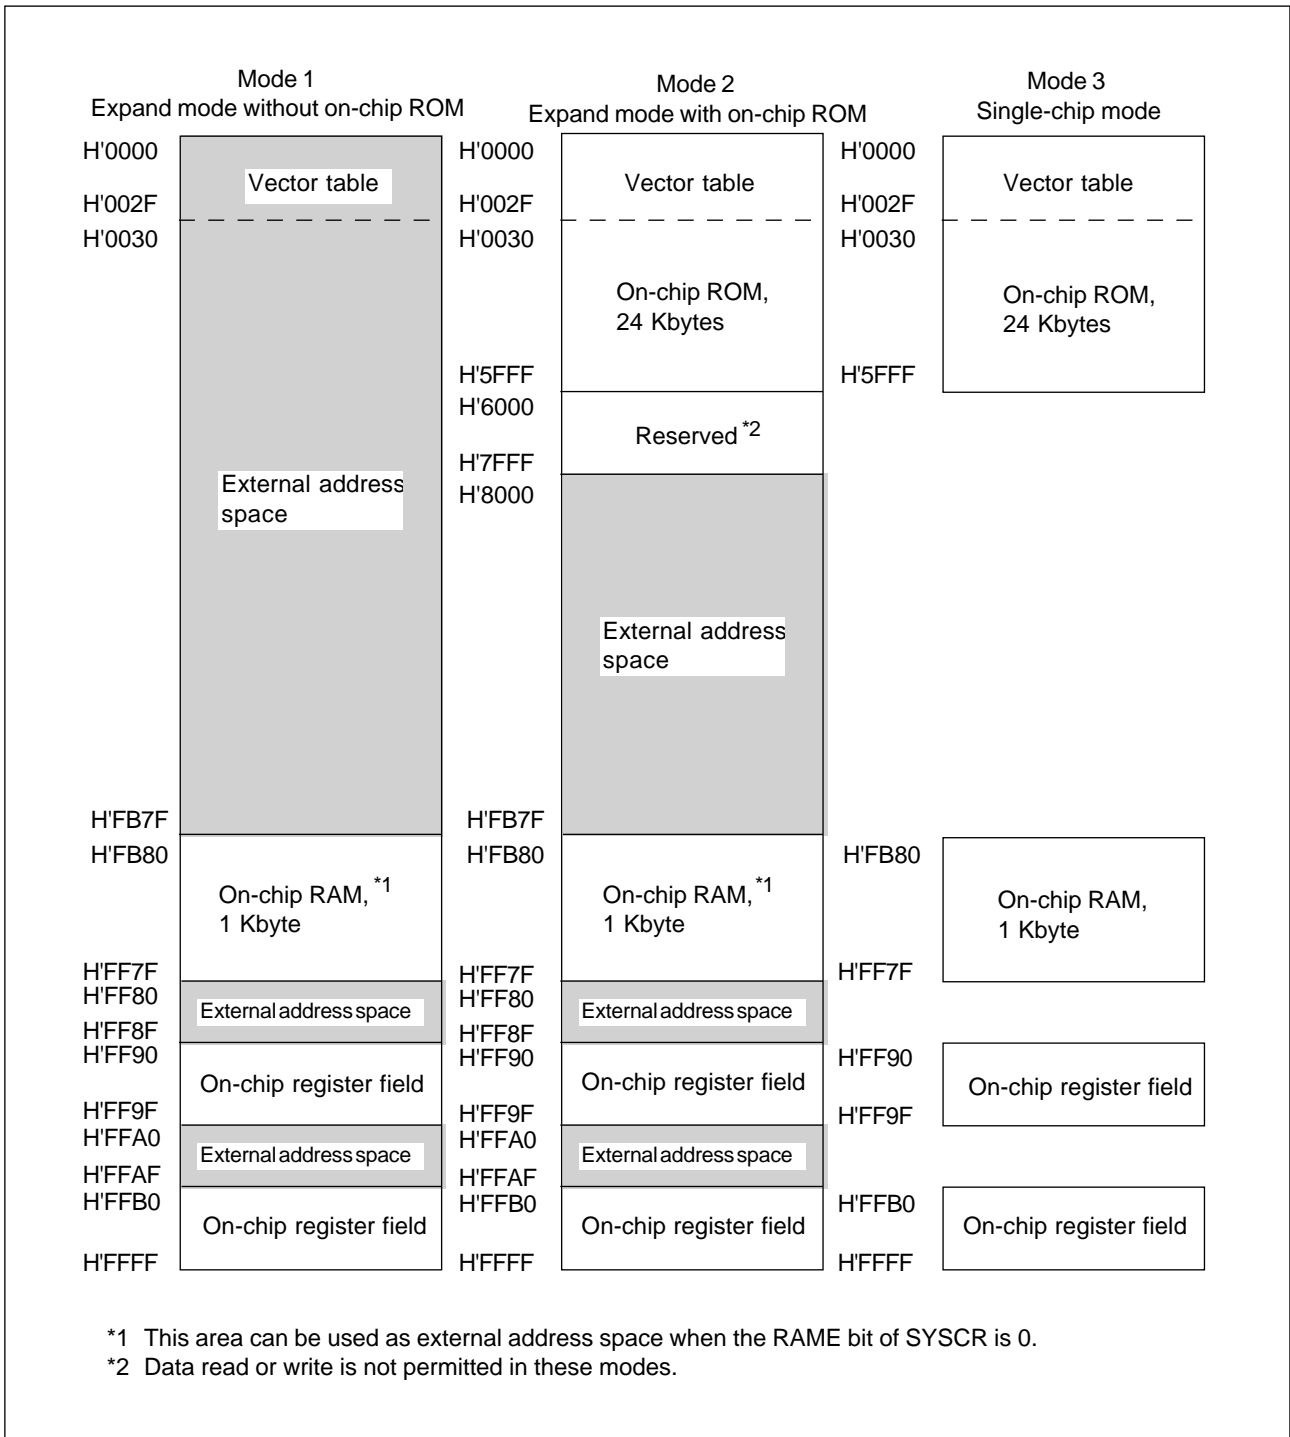 Mode 1
Expand mode without on-chip ROM
H'0000
Vector table
H'002F
H'0030
External address
space
H'FB7F
H'FB80
On-chip RAM, *1
1 Kbyte
H'FF7F
H'FF80
External address space
H'FF8F
H'FF90
On-chip register field
H'FF9F
H'FFA0
External address space
H'FFAF
H'FFB0
On-chip register field
H'FFFF
Mode 2
Expand mode with on-chip ROM
H'0000
Vector table
H'002F
H'0030
On-chip ROM,
24 Kbytes
H'5FFF
H'6000
Reserved *2
H'7FFF
H'8000
External address
space
H'FB7F
H'FB80
On-chip RAM, *1
1 Kbyte
H'FF7F
H'FF80
External address space
H'FF8F
H'FF90
On-chip register field
H'FF9F
H'FFA0
External address space
H'FFAF
H'FFB0
On-chip register field
H'FFFF
Mode 3
Single-chip mode
H'0000
Vector table
H'002F
H'0030
On-chip ROM,
24 Kbytes
H'5FFF
H'FB80
On-chip RAM,
1 Kbyte
H'FF7F
H'FF90
On-chip register field
H'FF9F
H'FFB0
On-chip register field
H'FFFF
*1 This area can be used as external address space when the RAME bit of SYSCR is 0.
*2 Data read or write is not permitted in these modes.